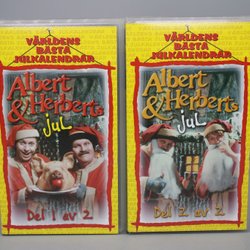 VÄRLDENS
BÄSTA
JULKALENDRAR
Albert
& Herberts
jul
Del 1 av 2
VÄRLDENS
BÄSTA
JULKALENDRAR
Albert
& Herberts
jul
Del 2 av 2